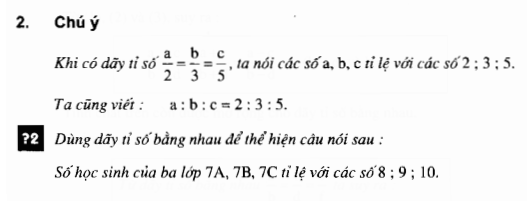 2. Chú ý
Khi có dãy tỉ số a/2 = b/3 = c/5, ta nói các số a, b, c tỉ lệ với các số 2 ; 3 ; 5.
Ta cũng viết : a : b : c = 2 : 3 : 5.
?2 Dùng dãy tỉ số bằng nhau để thể hiện câu nói sau :
Số học sinh của ba lớp 7A, 7B, 7C tỉ lệ với các số 8 ; 9 ; 10.